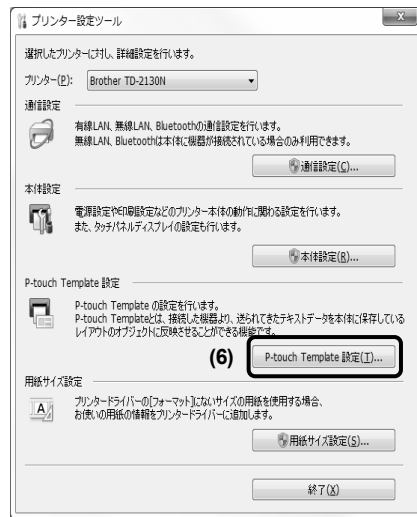 プリンター設定ツール
選択したプリンターに対し、詳細設定を行います。
プリンター(P): Brother TD-2130N
通信設定
有線LAN、無線LAN、Bluetoothの通信設定を行います。
無線LAN、Bluetoothは本体に機器が接続されている場合のみ利用できます。
通信設定(C)...
本体設定
電源設定や印刷設定などのプリンター本体の動作に関わる設定を行います。
また、タッチパネルディスプレイの設定も行います。
本体設定(R)...
P-touch Template 設定
P-touch Template の設定を行います。
P-touch Templateとは、接続した機器より、送られてきたテキストデータを本体に保存している
レイアウトのオブジェクトに反映させることができる機能です。
(6) P-touch Template 設定(T)...
用紙サイズ設定
プリンタードライバーの[フォーマット]にないサイズの用紙を使用する場合、
お使いの用紙の情報をプリンタードライバーに追加します。
用紙サイズ設定(S)...
終了(X)